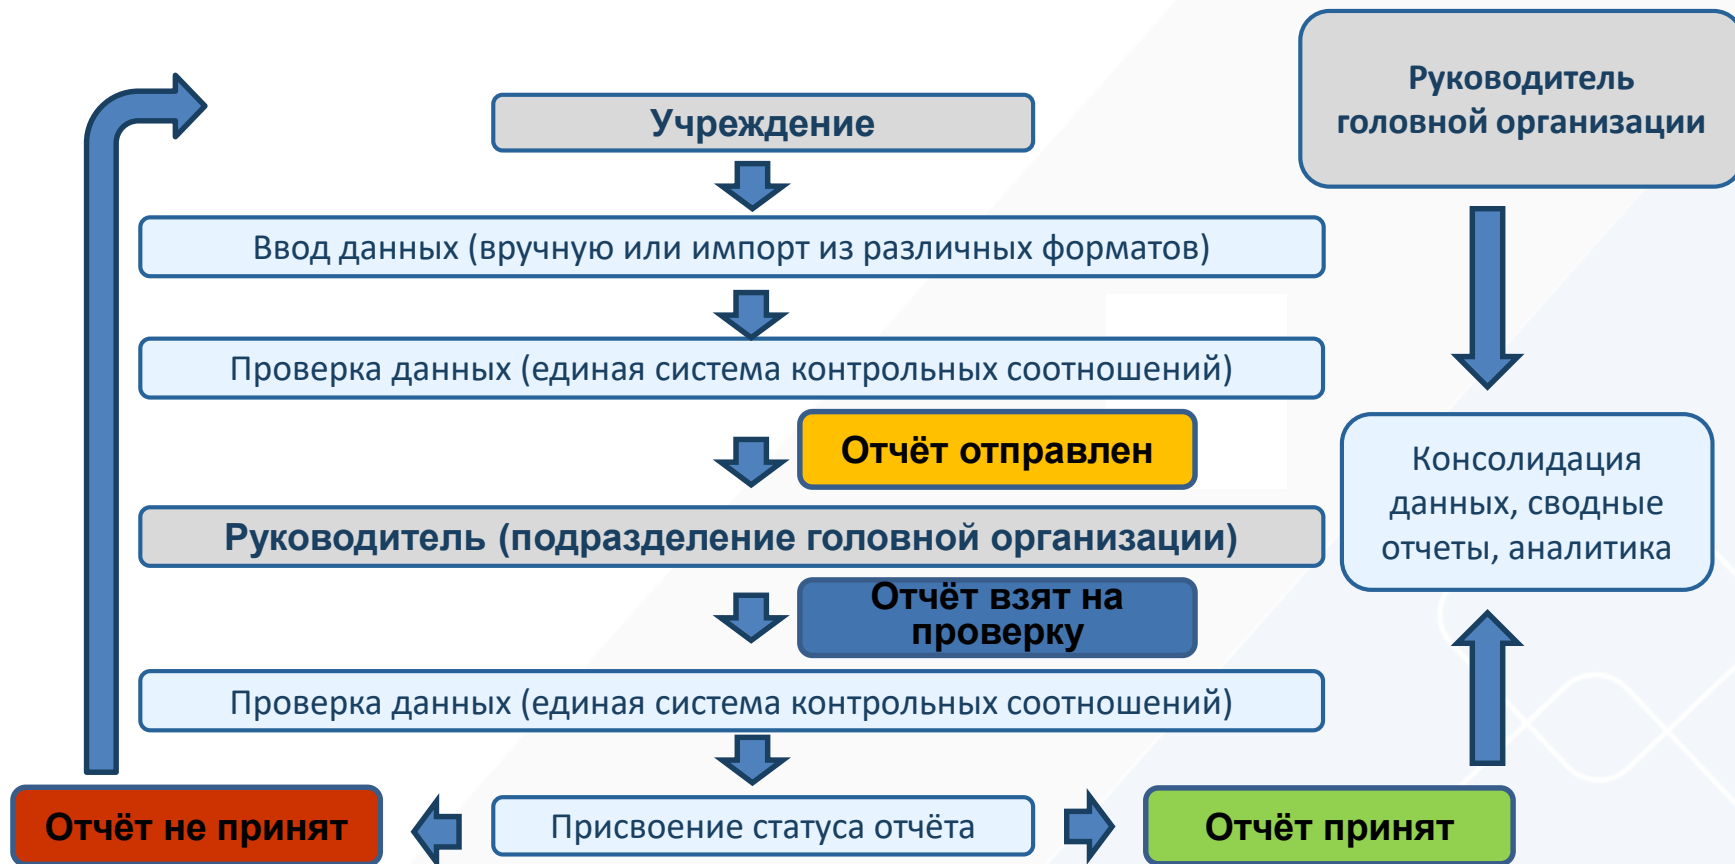 Руководитель
головной организации
Учреждение
Ввод данных (вручную или импорт из различных форматов)
Проверка данных (единая система контрольных соотношений)
Отчёт отправлен
Консолидация
данных, сводные
отчеты, аналитика
Руководитель (подразделение головной организации)
Отчёт взят на
проверку
Проверка данных (единая система контрольных соотношений)
Отчёт не принят
Присвоение статуса отчёта
Отчёт принят